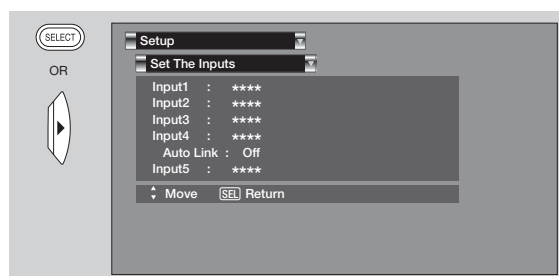 SELECT
OR
Setup
Set The Inputs
Input1 : ****
Input2 : ****
Input3 : ****
Input4 : ****
Auto Link : Off
Input5 : ****
Move SEL Return